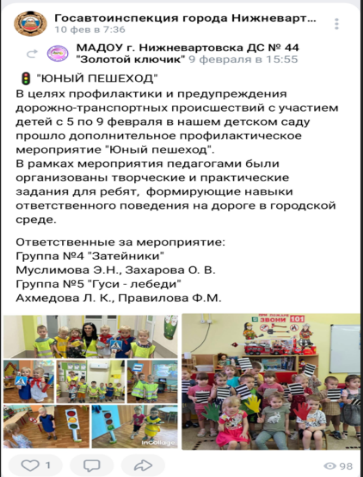 Госавтоинспекция города Нижневарт...
10 фев в 7:36
МАДОУ г. Нижневартовска ДС № 44
"Золотой ключик" 9 февраля в 15:55
"ЮНЫЙ ПЕШЕХОД"
В целях профилактики и предупреждения
дорожно-транспортных происшествий с участием
детей с 5 по 9 февраля в нашем детском саду
прошло дополнительное профилактическое
мероприятие "Юный пешеход".
В рамках мероприятия педагогами были
организованы творческие и практические
задания для ребят, формирующие навыки
ответственного поведения на дороге в городской
среде.
Ответственные за мероприятие:
Группа №4 "Затейники"
Муслимова Э.Н., Захарова О. В.
Группа №5 "Гуси - лебеди"
Ахмедова Л. К., Правилова Ф.М.
ЗВОНИ 101
1
98